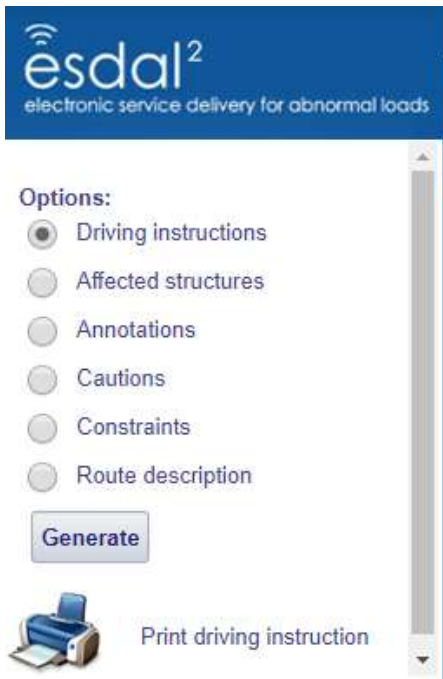 esdal²
electronic service delivery for abnormal loads
Options:
Driving instructions
Affected structures
Annotations
Cautions
Constraints
Route description
Generate
Print driving instruction